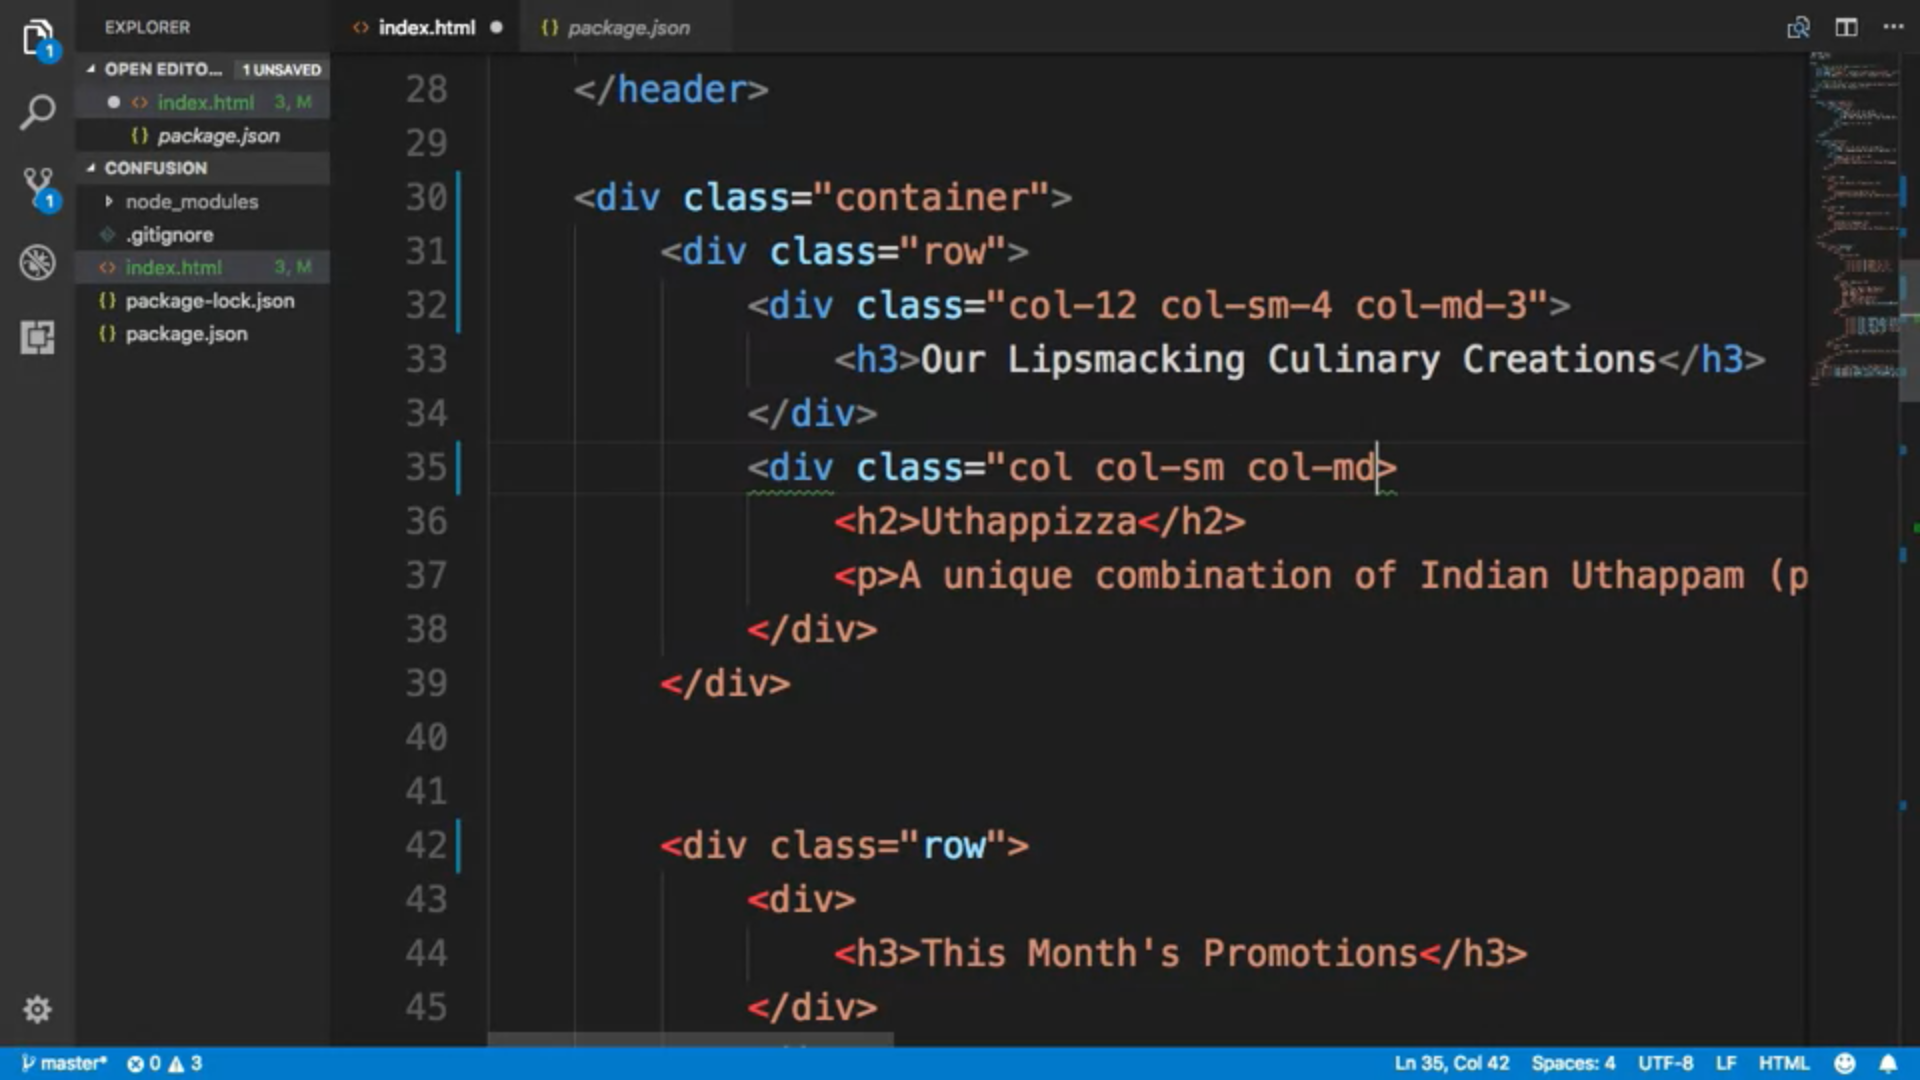 EXPLORER
OPEN EDITO... 1 UNSAVED
index.html 3, M
package.json
CONFUSION
node_modules
.gitignore
index.html 3, M
package-lock.json
package.json
1
1
index.html
package.json
28 </header>
29
30 <div class="container">
31 <div class="row">
32 <div class="col-12 col-sm-4 col-md-3">
33 <h3>Our Lipsmacking Culinary Creations</h3>
34 </div>
35 <div class="col col-sm col-md>
36 <h2>Uthappizza</h2>
37 <p>A unique combination of Indian Uthappam (p
38 </div>
39 </div>
40
41
42 <div class="row">
43 <div>
44 <h3>This Month's Promotions</h3>
45 </div>
master* 0 3 Ln 35, Col 42 Spaces: 4 UTF-8 LF HTML